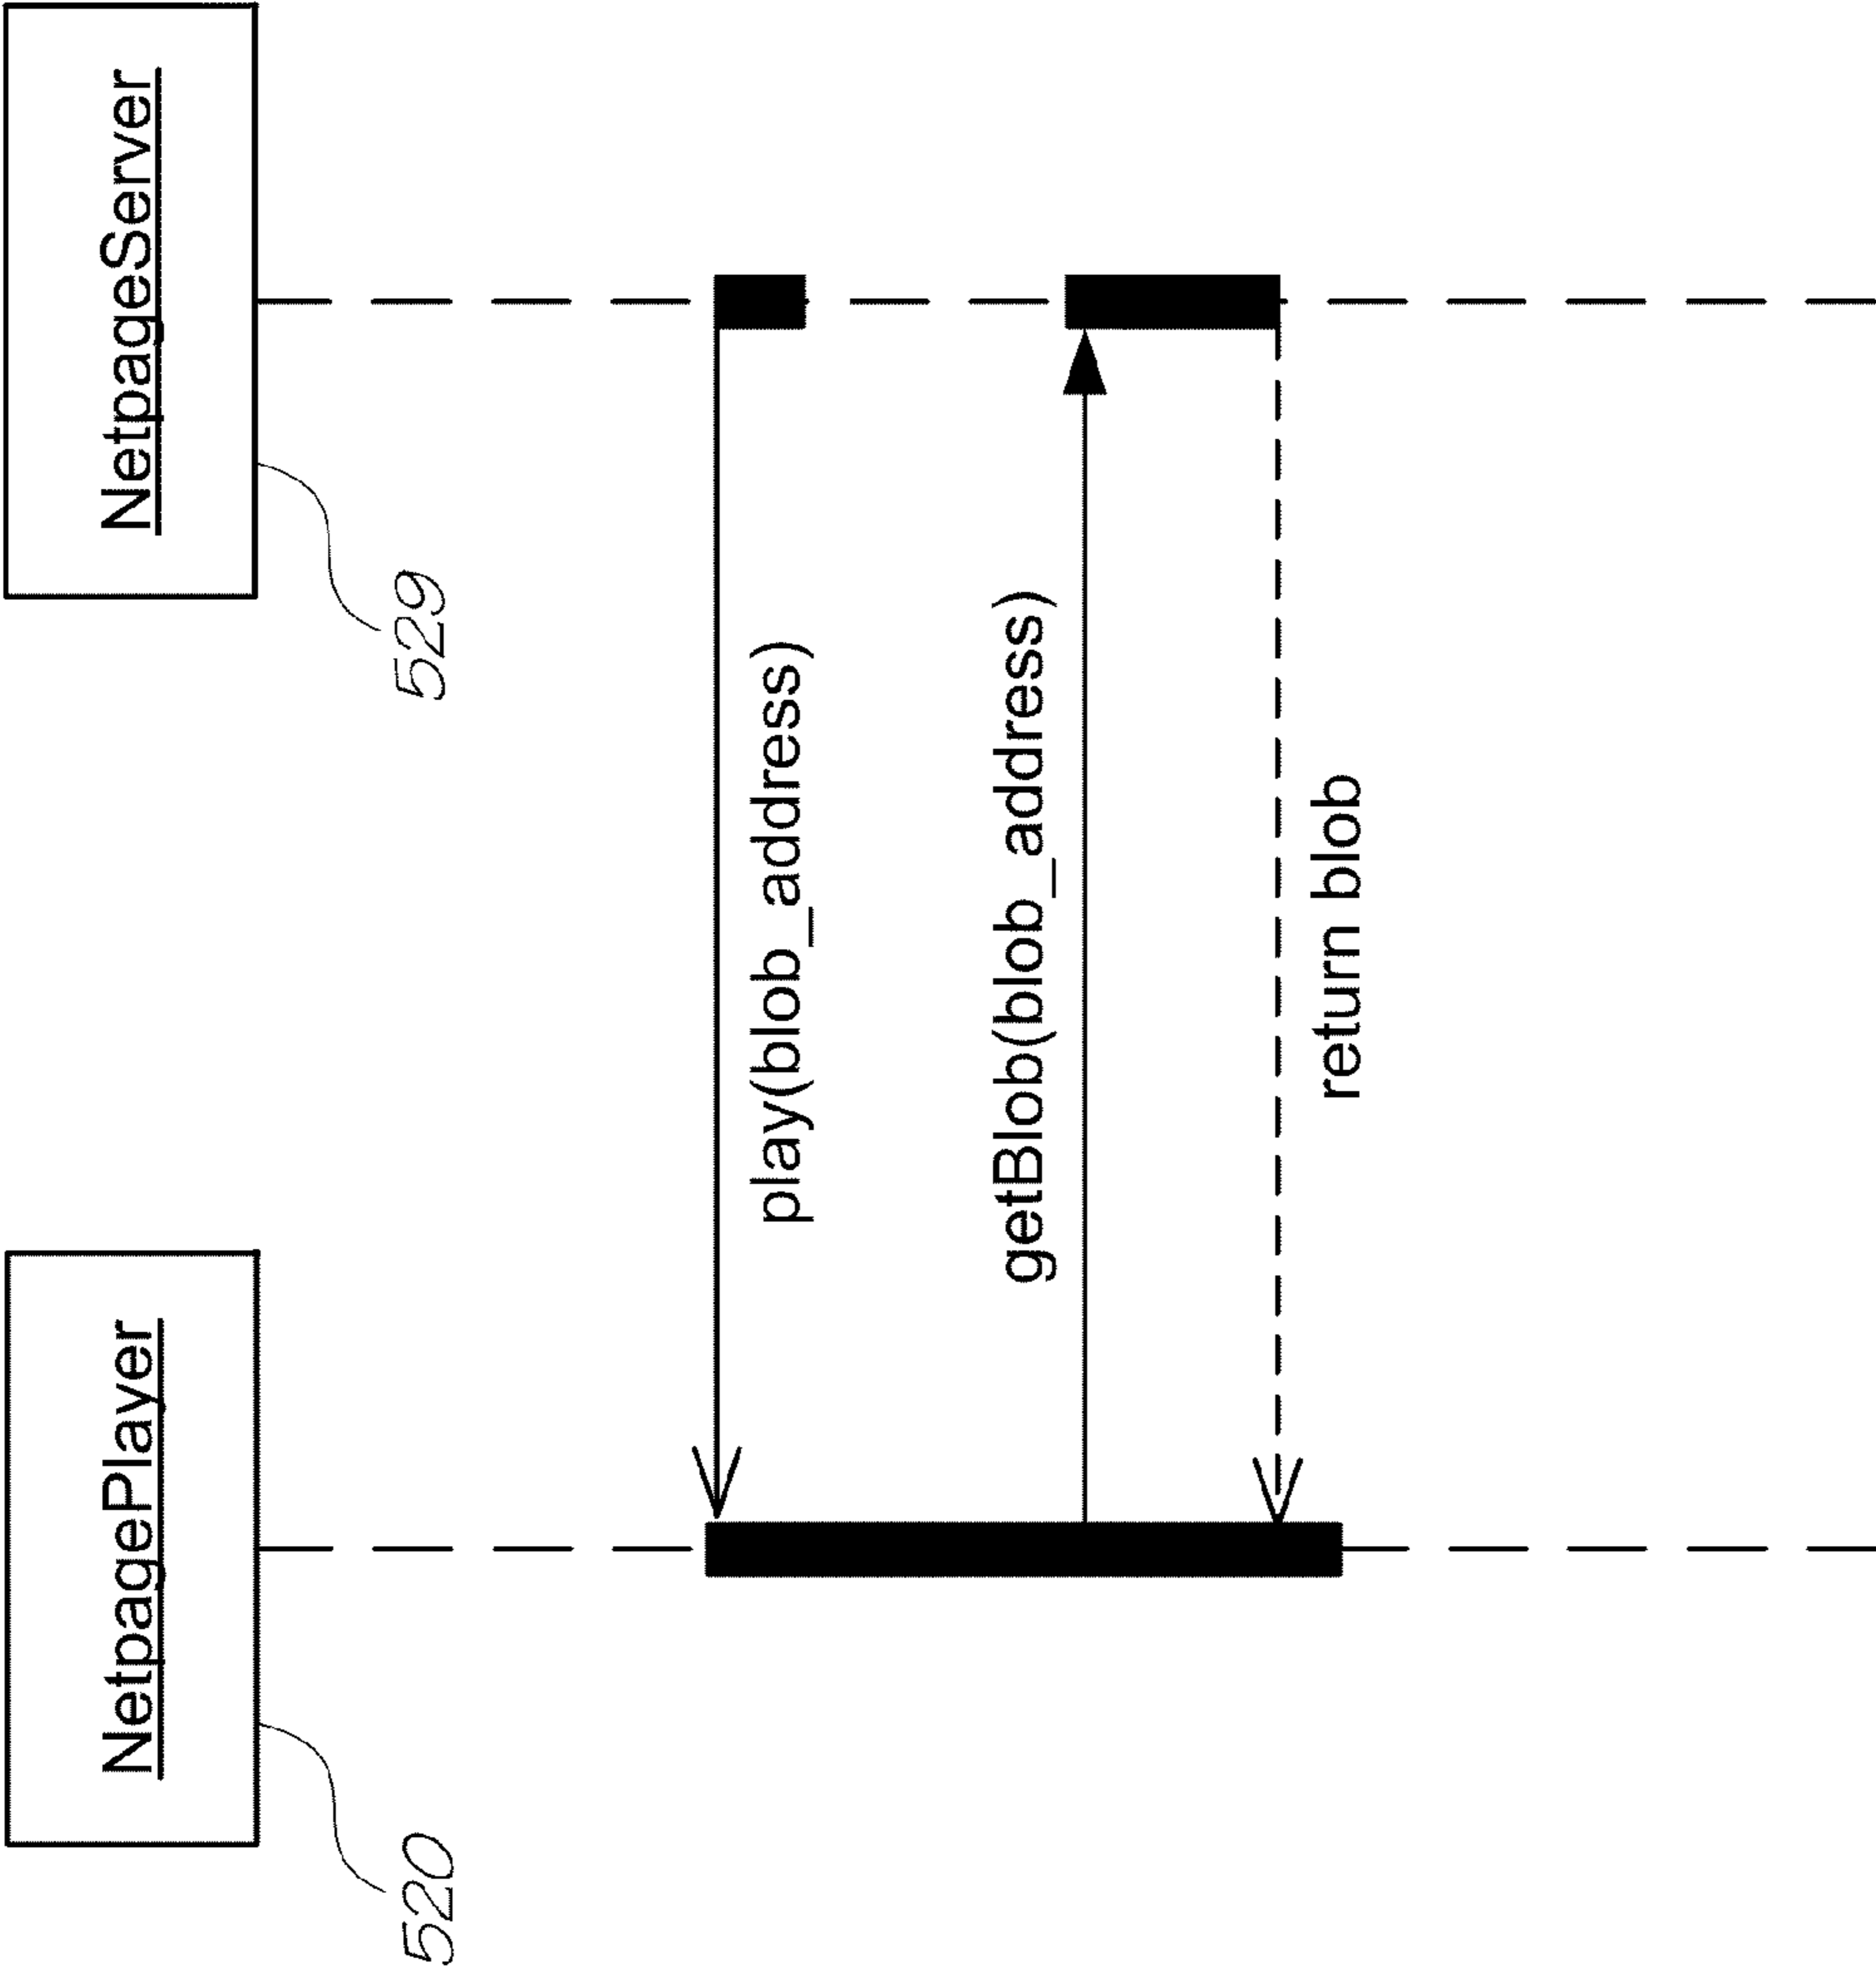 NetpagePlayer
NetpageServer
520
529
play(blob_address)
getBlob(blob_address)
return blob